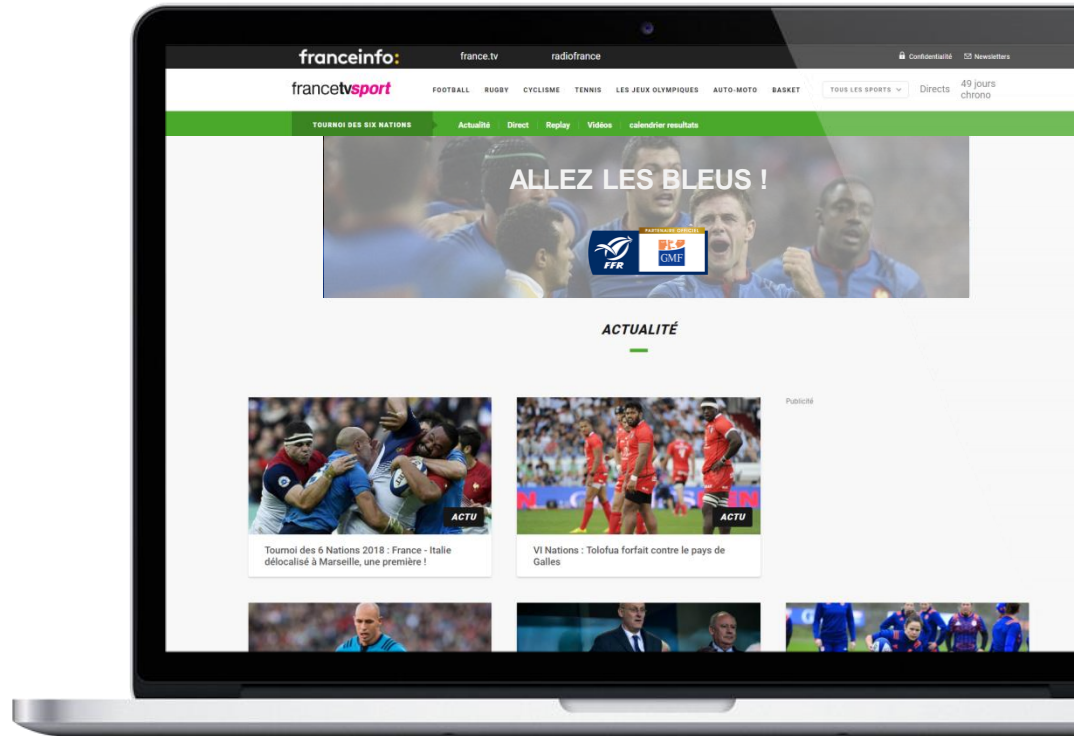 franceinfo: france.tv radiofrance Confidentialité Newsletters
francetvsport FOOTBALL RUGBY CYCLISME TENNIS LES JEUX OLYMPIQUES AUTO-MOTO BASKET TOUS LES SPORTS Directs 49 jours
chrono
TOURNOI DES SIX NATIONS Actualité Direct Replay Vidéos calendrier resultats
ALLEZ LES BLEUS !
PARTENAIRE OFFICIEL
FFR GMF
ACTUALITÉ
Publicité
ACTU ACTU
Tournoi des 6 Nations 2018 : France - Italie
délocalisé à Marseille, une première !
VI Nations : Tolofua forfait contre le pays de
Galles